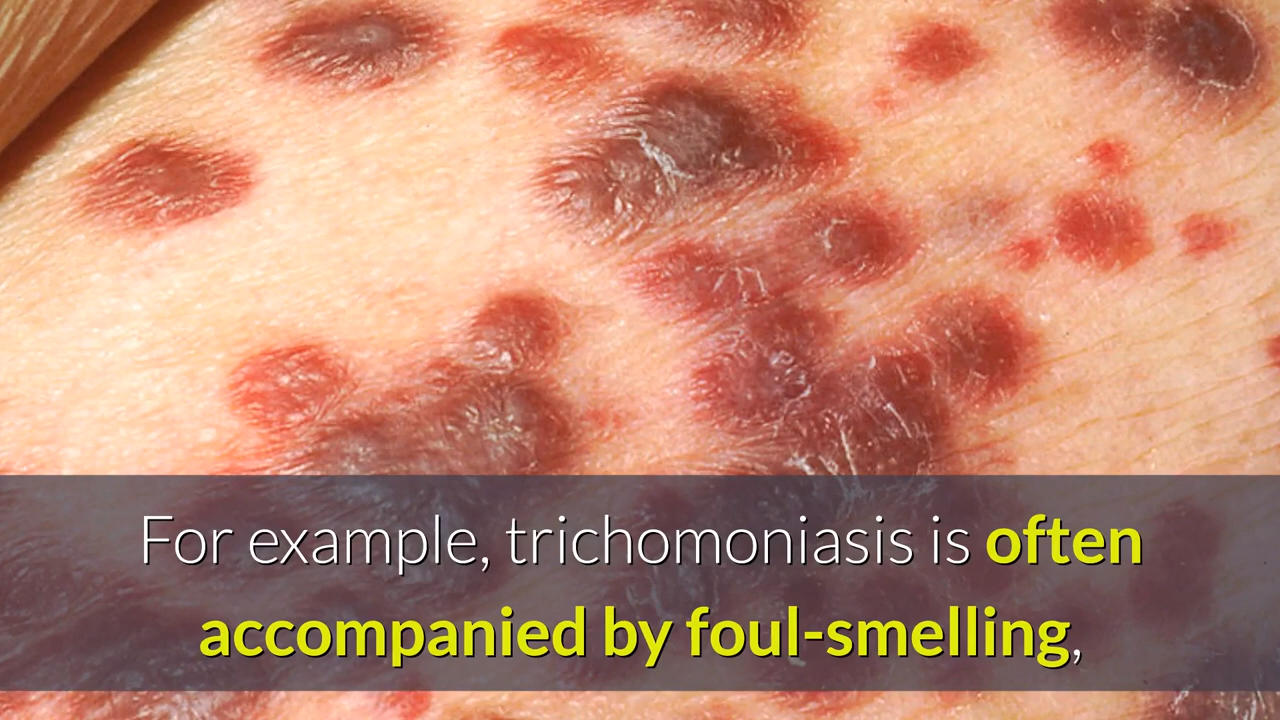 For example, trichomoniasis is often
accompanied by foul-smelling,